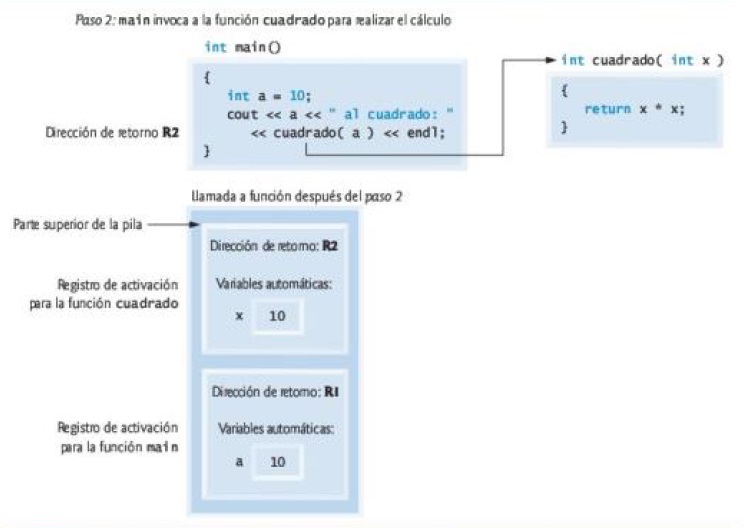 Paso 2: main invoca a la función cuadrado para realizar el cálculo
int main()
{
int a = 10;
cout << a << " al cuadrado: "
<< cuadrado( a ) << endl;
}
Dirección de retorno R2
int cuadrado( int x )
{
return x * x;
}
Llamada a función después del paso 2
Parte superior de la pila
Dirección de retorno: R2
Registro de activación
para la función cuadrado
Variables automáticas:
x 10
Dirección de retorno: R1
Registro de activación
para la función main
Variables automáticas:
a 10